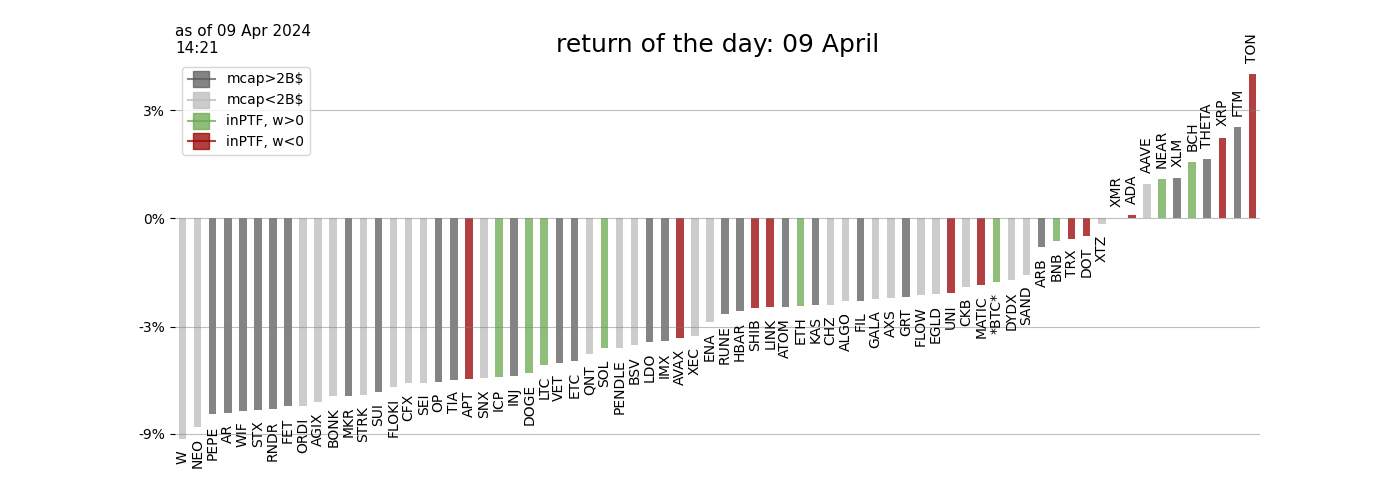 as of 09 Apr 2024
14:21
return of the day: 09 April
mcap>2B$
mcap<2B$
inPTF, w>0
inPTF, w<0
3%
0%
-3%
-9%
W
NEO
PEPE
AR
WIF
STX
RNDR
FET
ORDI
AGIX
BONK
MKR
STRK
SUI
FLOKI
CFX
SEI
OP
TIA
APT
SNX
ICP
INJ
DOGE
LTC
VET
ETC
QNT
SOL
PENDLE
BSV
LDO
IMX
AVAX
XEC
ENA
RUNE
HBAR
SHIB
LINK
ATOM
ETH
KAS
CHZ
ALGO
FIL
GALA
AXS
GRT
FLOW
EGLD
UNI
CKB
MATIC
*BTC*
DYDX
SAND
ARB
BNB
TRX
DOT
XTZ
XMR
ADA
AAVE
NEAR
XLM
BCH
THETA
XRP
FTM
TON